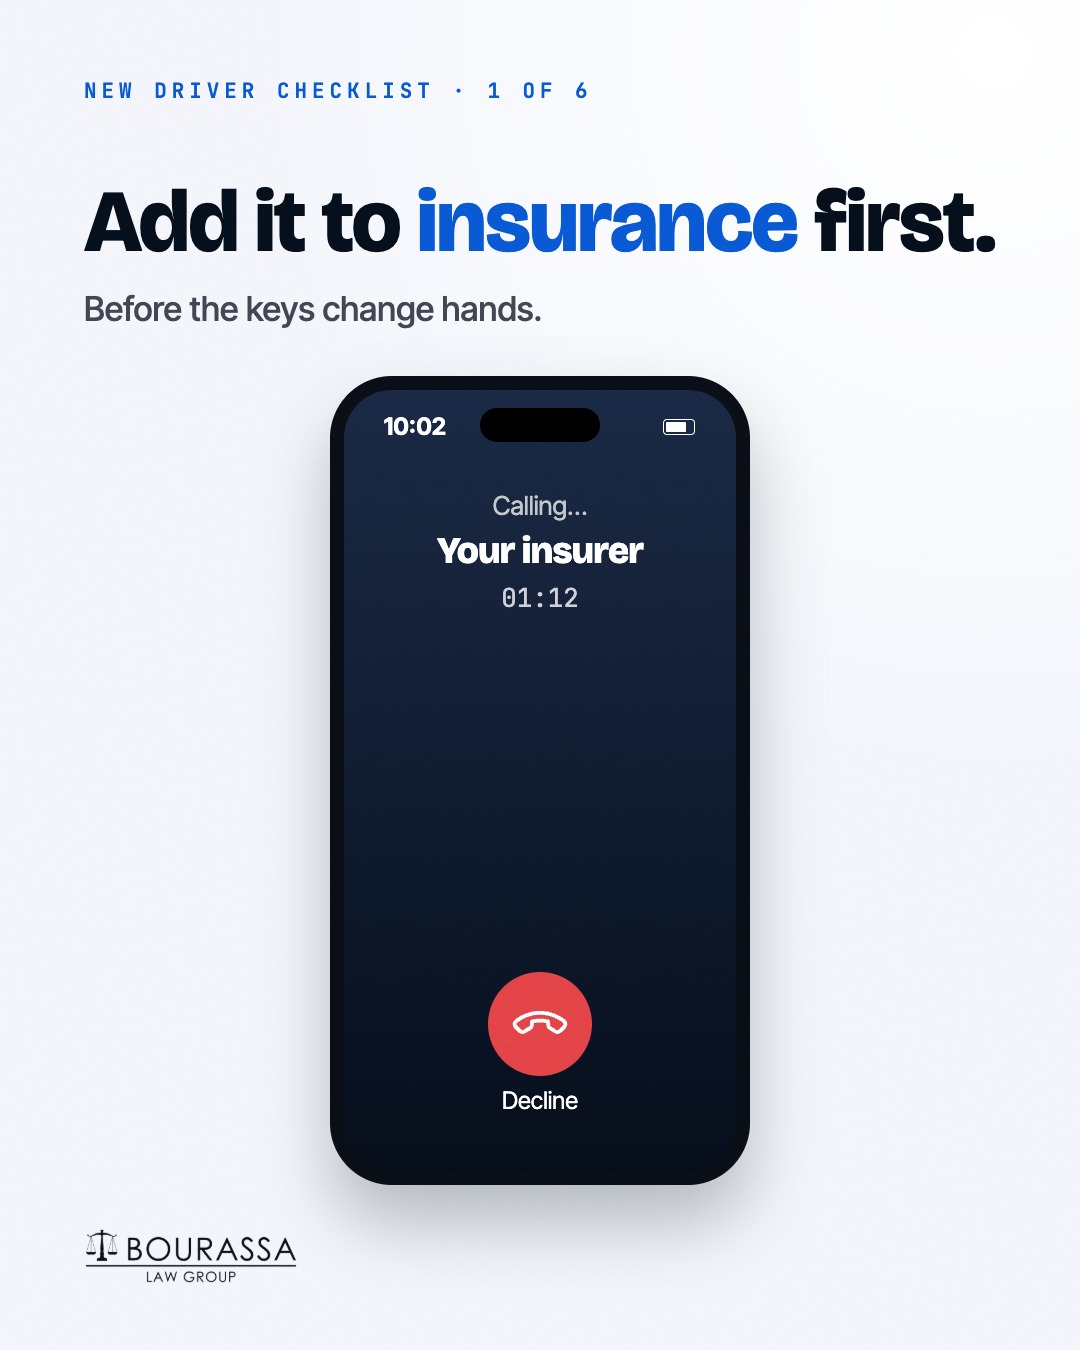 NEW DRIVER CHECKLIST · 1 OF 6
Add it to insurance first.
Before the keys change hands.
10:02
Calling...
Your insurer
01:12
Decline
BOURASSA
LAW GROUP